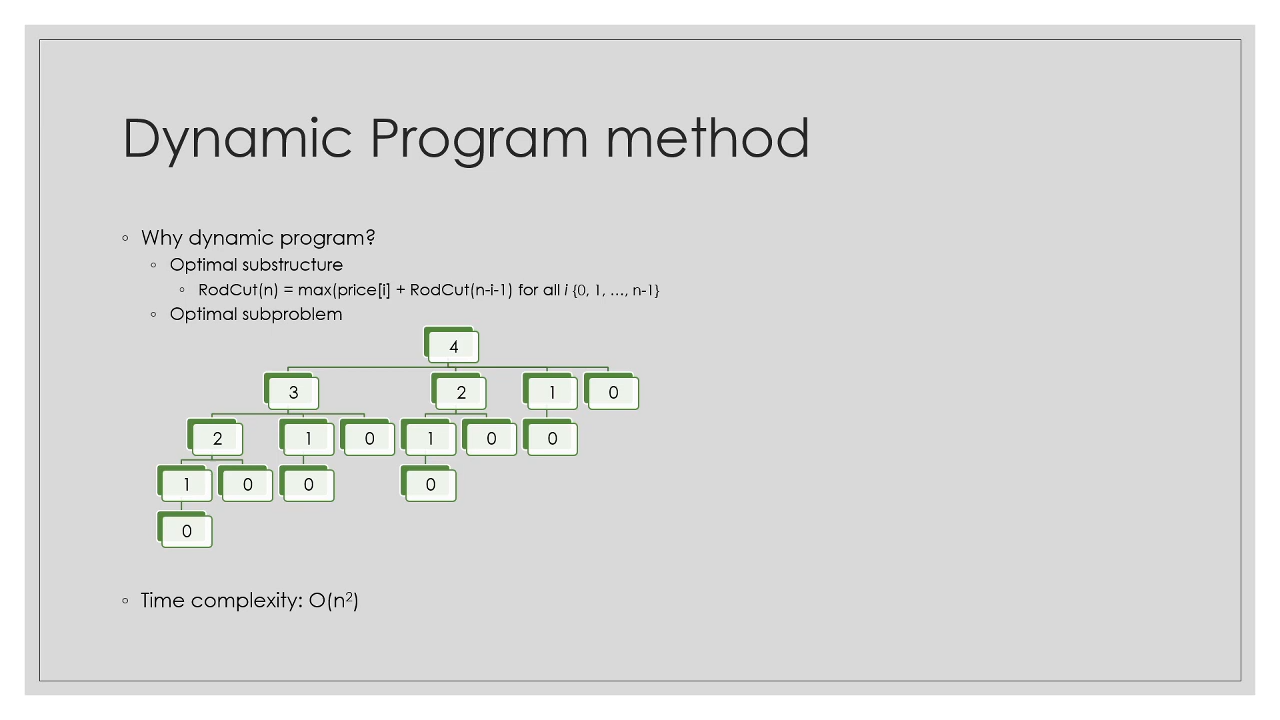 Dynamic Program method
◦ Why dynamic program?
◦ Optimal substructure
◦ RodCut(n) = max(price[i] + RodCut(n-i-1) for all i {0, 1, …, n-1}
◦ Optimal subproblem
4
3 2 1 0
2 1 0 1 0 0
1 0 0 0
0
◦ Time complexity: O(n²)